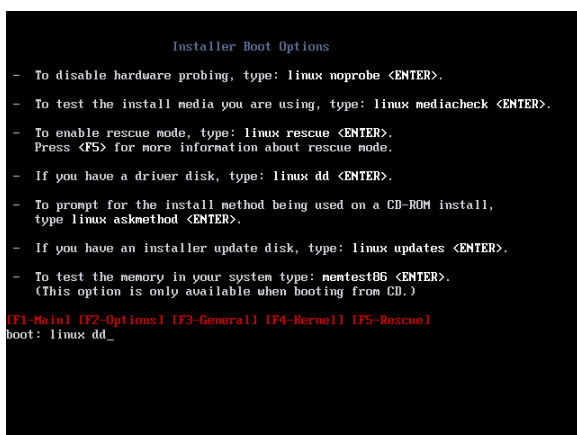 Installer Boot Options
- To disable hardware probing, type: linux noprobe <ENTER>.
- To test the install media you are using, type: linux mediacheck <ENTER>.
- To enable rescue mode, type: linux rescue <ENTER>.
Press <F5> for more information about rescue mode.
- If you have a driver disk, type: linux dd <ENTER>.
- To prompt for the install method being used on a CD-ROM install,
type linux askmethod <ENTER>.
- If you have an installer update disk, type: linux updates <ENTER>.
- To test the memory in your system type: memtest86 <ENTER>.
(This option is only available when booting from CD.)
[F1-Main] [F2-Options] [F3-General] [F4-Kernel] [F5-Rescue]
boot: linux dd_